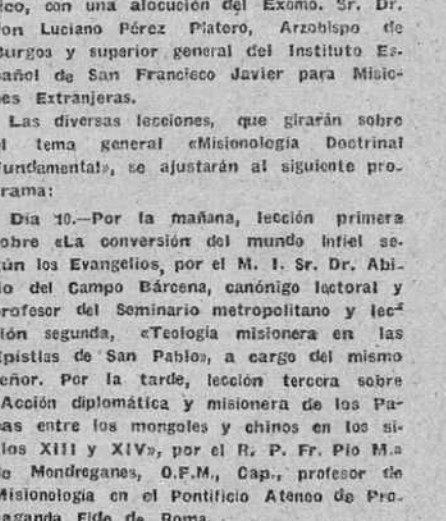 ico, con una alocución del Excmo. Sr. Dr.
on Luciano Pérez Platero, Arzobispo de
Burgos y superior general del Instituto Es-
pañol de San Francisco Javier para Misio-
nes Extranjeras.
Las diversas lecciones, que girarán sobre
el tema general «Misionología Doctrinal
Fundamental», se ajustarán al siguiente pro-
grama:
Día 10.—Por la mañana, lección primera
sobre «La conversión del mundo infiel se-
gún los Evangelios, por el M. I. Sr. Dr. Abi-
lio del Campo Bárcena, canónigo lectoral y
profesor del Seminario metropolitano y lec-
ción segunda, «Teología misionera en las
Epístlas de San Pablo», a cargo del mismo
señor. Por la tarde, lección tercera sobre
«Acción diplomática y misionera de los Pa-
pas entre los mongoles y chinos en los si-
glos XIII y XIV», por el R. P. Fr. Pío M.a
de Mondreganes, O.F.M., Cap., profesor de
Misionología en el Pontificio Ateneo de Pro-
paganda Fide de Roma.